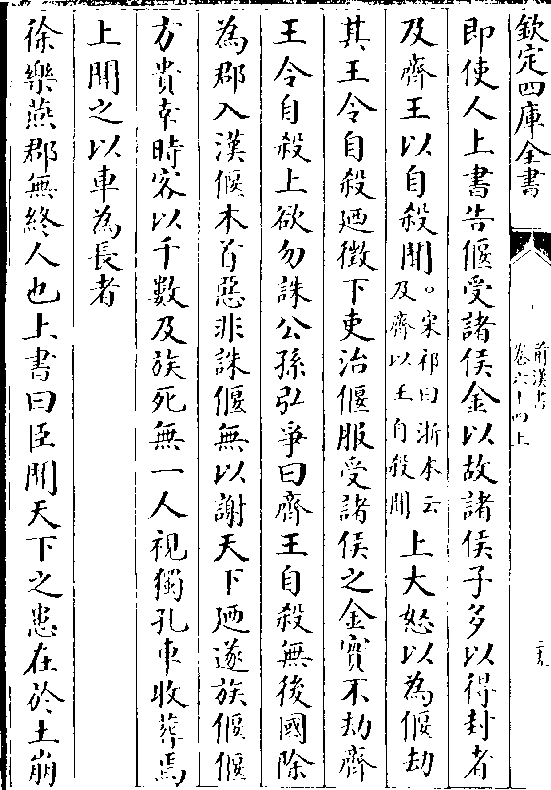 欽定四庫全書
前漢書
卷六十四上
即使人上書告偃受諸侯金以故諸侯子多以得封者
及齊王以自殺聞。宋祁曰浙本云及齊以王自殺聞上大怒以為偃劫
其王令自殺廼徵下吏治偃服受諸侯之金實不劫齊
王令自殺上欲勿誅公孫弘爭曰齊王自殺無後國除
為郡入漢偃本首惡非誅偃無以謝天下廼遂族偃偃
方貴幸時客以千數及族死無一人視獨孔車收葬焉
上聞之以車為長者
徐樂燕郡無終人也上書曰臣聞天下之患在於土崩